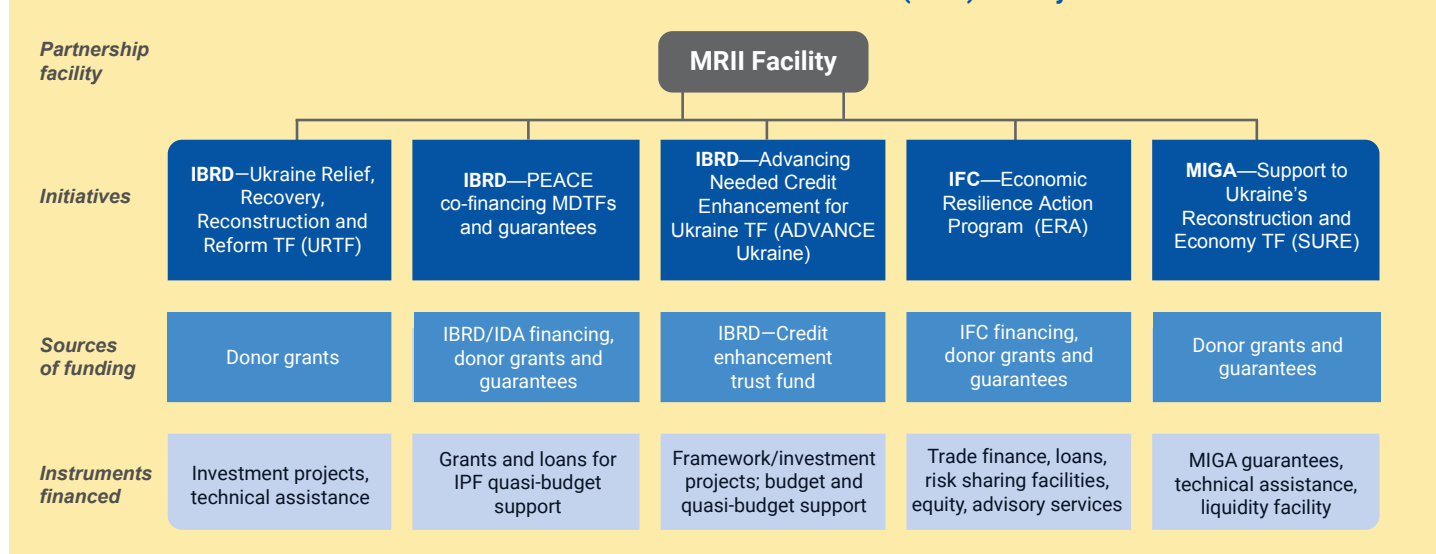 Partnership
facility
MRII Facility
Initiatives
IBRD—Ukraine Relief,
Recovery,
Reconstruction and
Reform TF (URTF)
IBRD—PEACE
co-financing MDTFs
and guarantees
IBRD—Advancing
Needed Credit
Enhancement for
Ukraine TF (ADVANCE
Ukraine)
IFC—Economic
Resilience Action
Program (ERA)
MIGA—Support to
Ukraine's
Reconstruction and
Economy TF (SURE)
Sources
of funding
Donor grants
IBRD/IDA financing,
donor grants and
guarantees
IBRD—Credit
enhancement
trust fund
IFC financing,
donor grants and
guarantees
Donor grants and
guarantees
Instruments
financed
Investment projects,
technical assistance
Grants and loans for
IPF quasi-budget
support
Framework/investment
projects; budget and
quasi-budget support
Trade finance, loans,
risk sharing facilities,
equity, advisory services
MIGA guarantees,
technical assistance,
liquidity facility